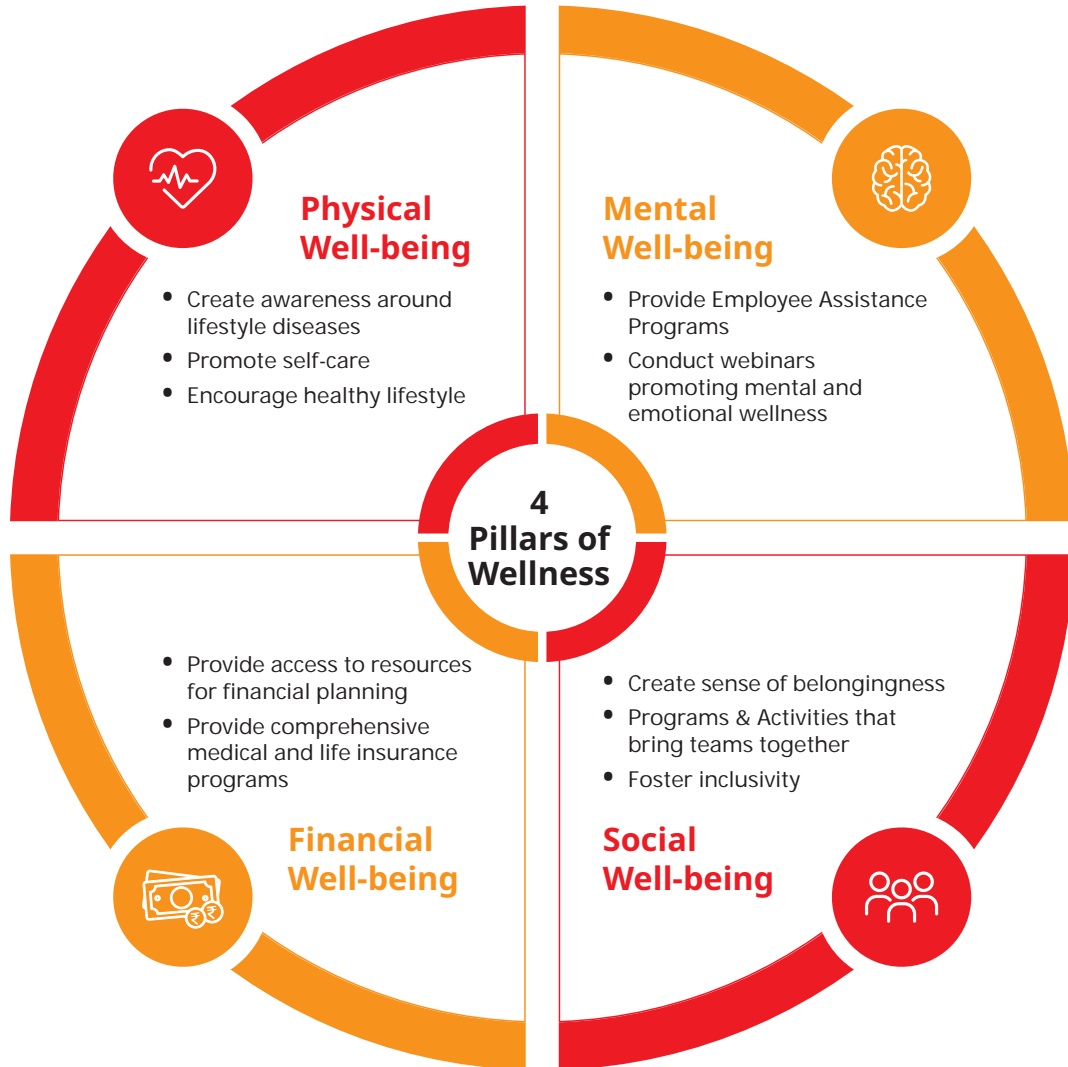 Physical
Well-being
• Create awareness around
lifestyle diseases
• Promote self-care
• Encourage healthy lifestyle
Mental
Well-being
• Provide Employee Assistance
Programs
• Conduct webinars
promoting mental and
emotional wellness
4
Pillars of
Wellness
• Provide access to resources
for financial planning
• Provide comprehensive
medical and life insurance
programs
Financial
Well-being
₹ ₹
• Create sense of belongingness
• Programs & Activities that
bring teams together
• Foster inclusivity
Social
Well-being